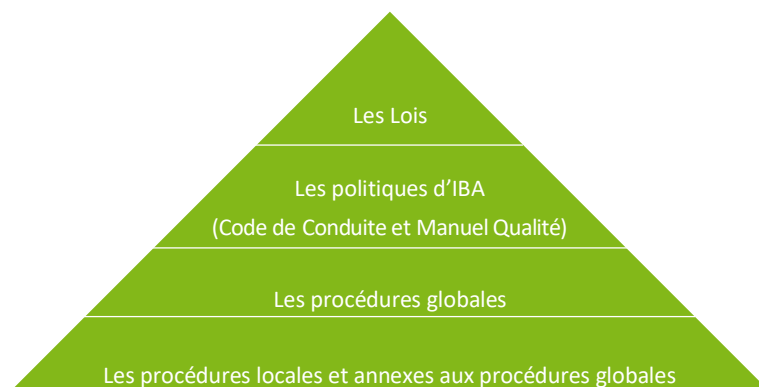 Les Lois
Les politiques d’IBA
(Code de Conduite et Manuel Qualité)
Les procédures globales
Les procédures locales et annexes aux procédures globales